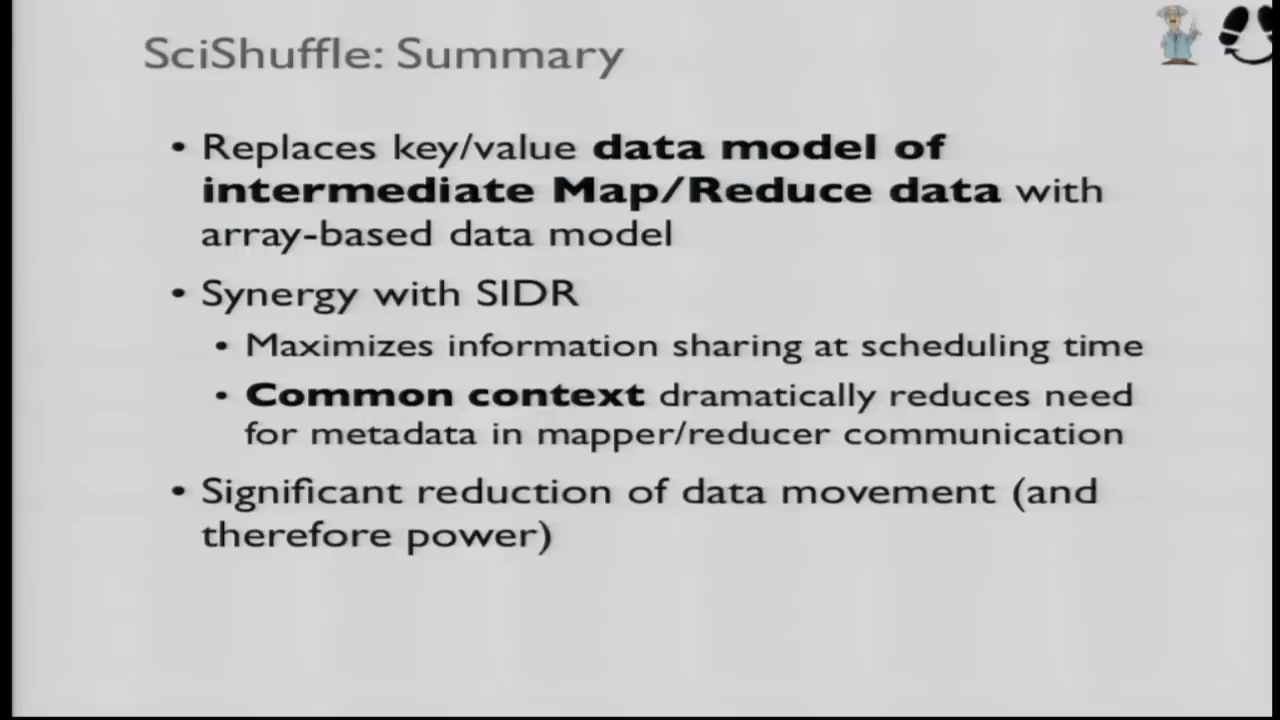 SciShuffle: Summary
• Replaces key/value data model of
intermediate Map/Reduce data with
array-based data model
• Synergy with SIDR
• Maximizes information sharing at scheduling time
• Common context dramatically reduces need
for metadata in mapper/reducer communication
• Significant reduction of data movement (and
therefore power)